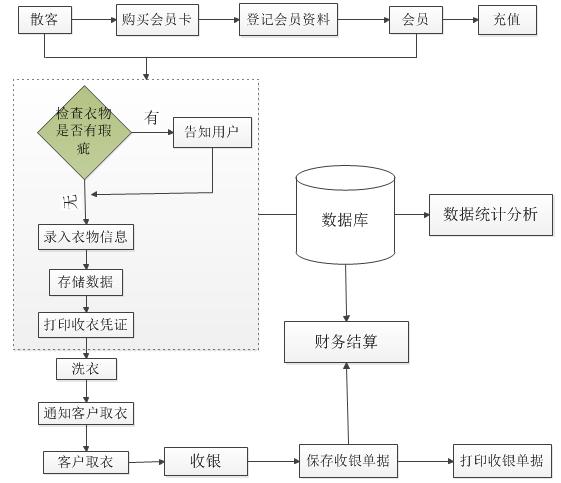 散客
购买会员卡
登记会员资料
会员
充值
检查衣物
是否有瑕
疵
有
告知用户
无
录入衣物信息
存储数据
打印收衣凭证
数据库
数据统计分析
财务结算
洗衣
通知客户取衣
客户取衣
收银
保存收银单据
打印收银单据